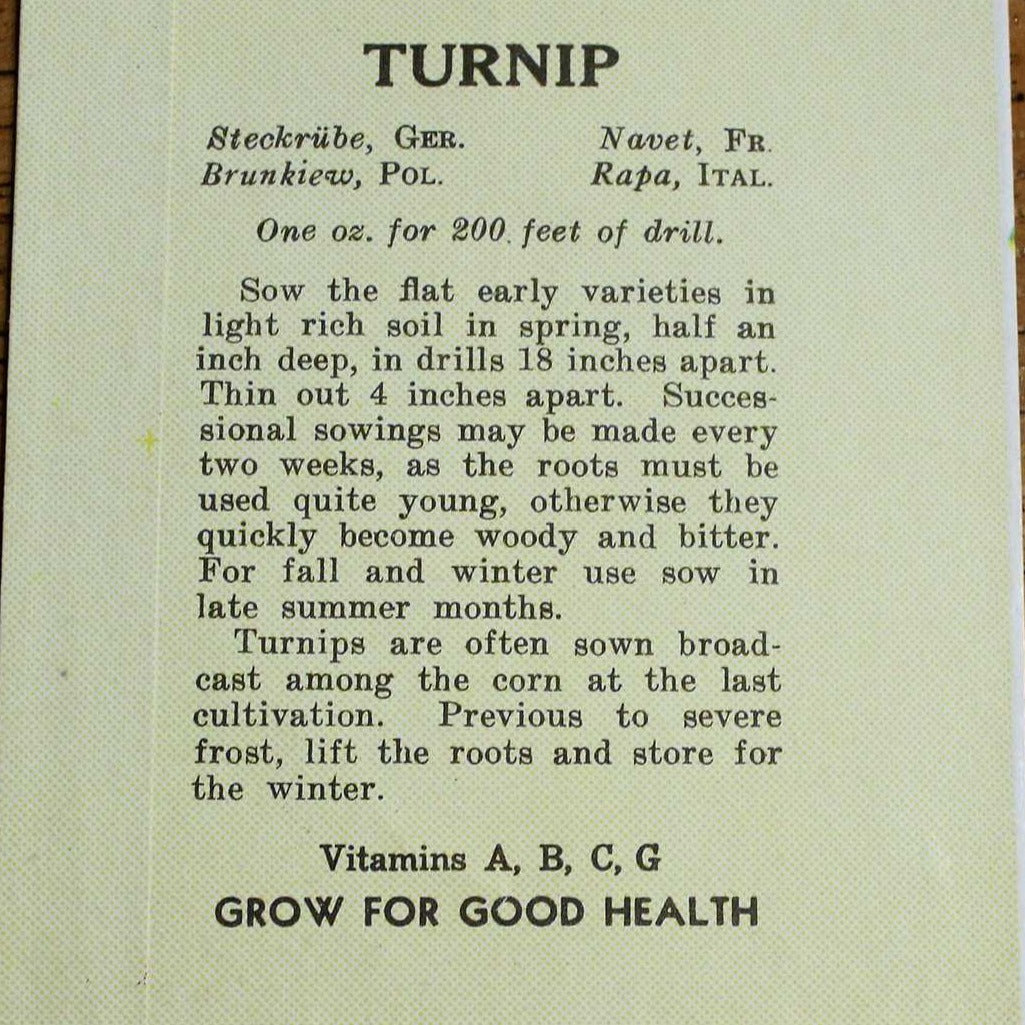 TURNIP
Steckrübe, GER. Navet, FR.
Brunkiew, POL. Rapa, ITAL.
One oz. for 200 feet of drill.
Sow the flat early varieties in
light rich soil in spring, half an
inch deep, in drills 18 inches apart.
Thin out 4 inches apart. Succes-
sional sowings may be made every
two weeks, as the roots must be
used quite young, otherwise they
quickly become woody and bitter.
For fall and winter use sow in
late summer months.
Turnips are often sown broad-
cast among the corn at the last
cultivation. Previous to severe
frost, lift the roots and store for
the winter.
Vitamins A, B, C, G
GROW FOR GOOD HEALTH